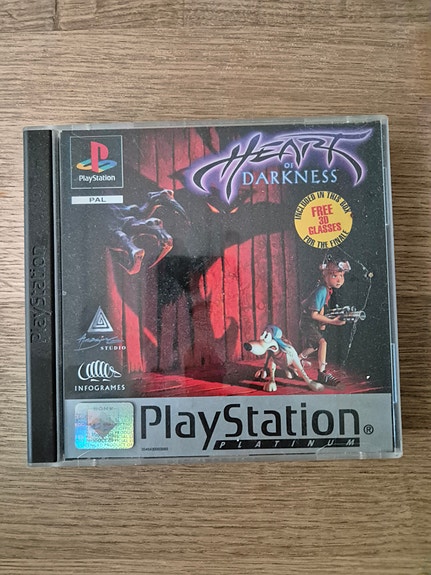 HEART
OF
DARKNESS
PlayStation
PAL
INCLUDED IN THIS BOX
FREE
3D
GLASSES
FOR THE FINALE
PlayStation
STUDIO
INFOGRAMES
SONY
PlayStation®
PLATINUM